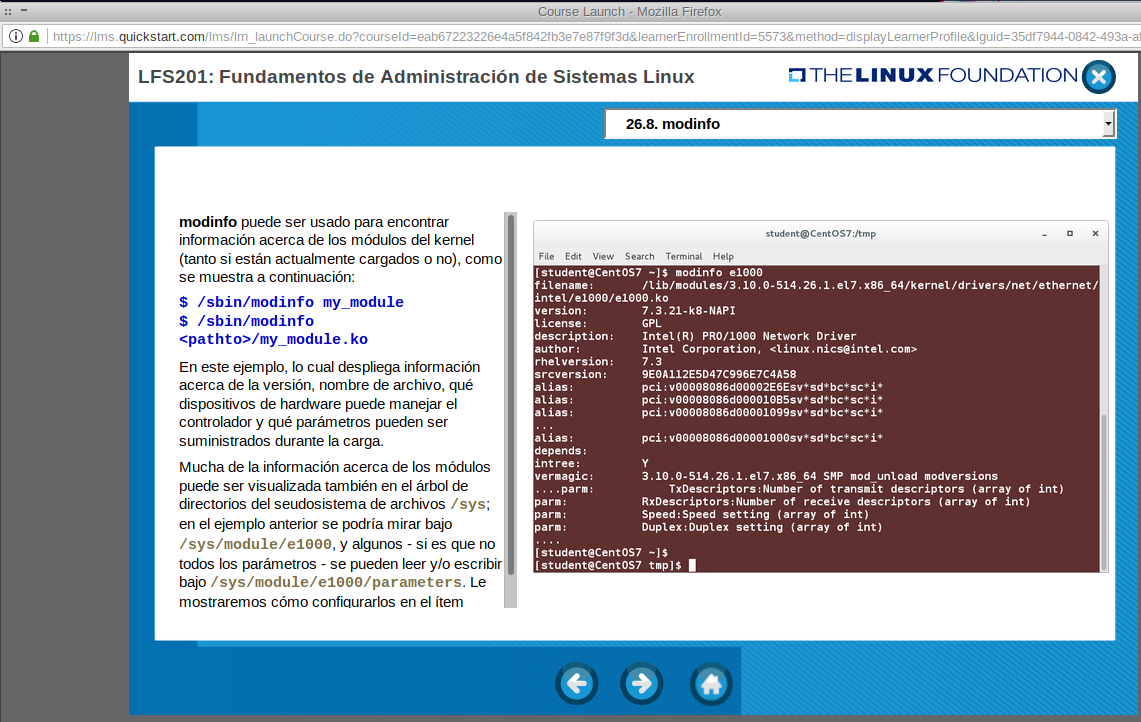 Course Launch - Mozilla Firefox
https://lms.quickstart.com/lms/lrn_launchCourse.do?courseId=eab67223226e4a5f842fb3e7e87f9f3d&learnerEnrollmentId=5573&method=displayLearnerProfile&lguid=35df7944-0842-493a-a
LFS201: Fundamentos de Administración de Sistemas Linux
THE LINUX FOUNDATION
26.8. modinfo
modinfo puede ser usado para encontrar
información acerca de los módulos del kernel
(tanto si están actualmente cargados o no), como
se muestra a continuación:
$ /sbin/modinfo my_module
$ /sbin/modinfo
<pathto>/my_module.ko
En este ejemplo, lo cual despliega información
acerca de la versión, nombre de archivo, qué
dispositivos de hardware puede manejar el
controlador y qué parámetros pueden ser
suministrados durante la carga.
Mucha de la información acerca de los módulos
puede ser visualizada también en el árbol de
directorios del seudosistema de archivos /sys;
en el ejemplo anterior se podría mirar bajo
/sys/module/e1000, y algunos - si es que no
todos los parámetros - se pueden leer y/o escribir
bajo /sys/module/e1000/parameters. Le
mostraremos cómo configurarlos en el ítem
student@CentOS7:/tmp
File Edit View Search Terminal Help
[student@CentOS7 ~]$ modinfo e1000
filename: /lib/modules/3.10.0-514.26.1.el7.x86_64/kernel/drivers/net/ethernet/
intel/e1000/e1000.ko
version: 7.3.21-k8-NAPI
license: GPL
description: Intel(R) PRO/1000 Network Driver
author: Intel Corporation, <linux.nics@intel.com>
rhelversion: 7.3
srcversion: 9E0A112E5D47C996E7C4A58
alias: pci:v00008086d00002E6Esv*sd*bc*sc*i*
alias: pci:v00008086d000010B5sv*sd*bc*sc*i*
alias: pci:v00008086d00001099sv*sd*bc*sc*i*
...
alias: pci:v00008086d00001000sv*sd*bc*sc*i*
depends:
intree: Y
vermagic: 3.10.0-514.26.1.el7.x86_64 SMP mod_unload modversions
....parm: TxDescriptors:Number of transmit descriptors (array of int)
parm: RxDescriptors:Number of receive descriptors (array of int)
parm: Speed:Speed setting (array of int)
parm: Duplex:Duplex setting (array of int)
....
[student@CentOS7 ~]$
[student@CentOS7 tmp]$